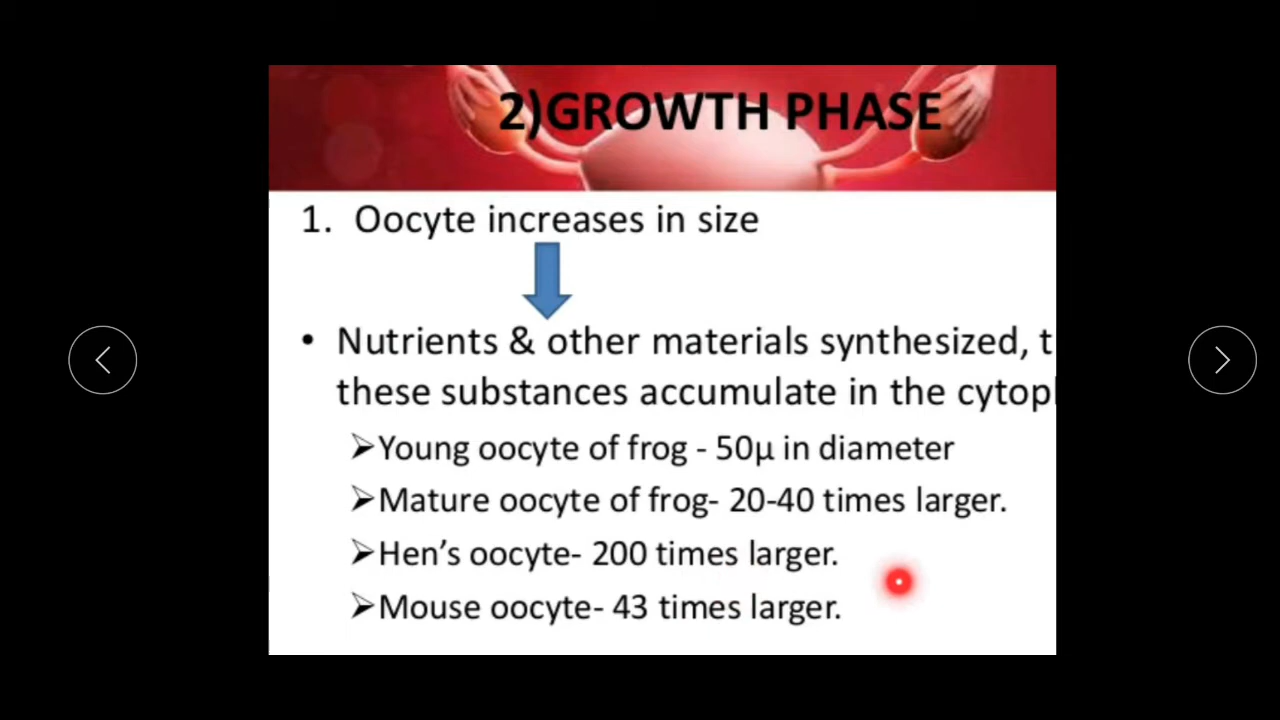 2)GROWTH PHASE
1. Oocyte increases in size
• Nutrients & other materials synthesized, t
these substances accumulate in the cytopl
➢Young oocyte of frog - 50µ in diameter
➢Mature oocyte of frog- 20-40 times larger.
➢Hen’s oocyte- 200 times larger.
➢Mouse oocyte- 43 times larger.